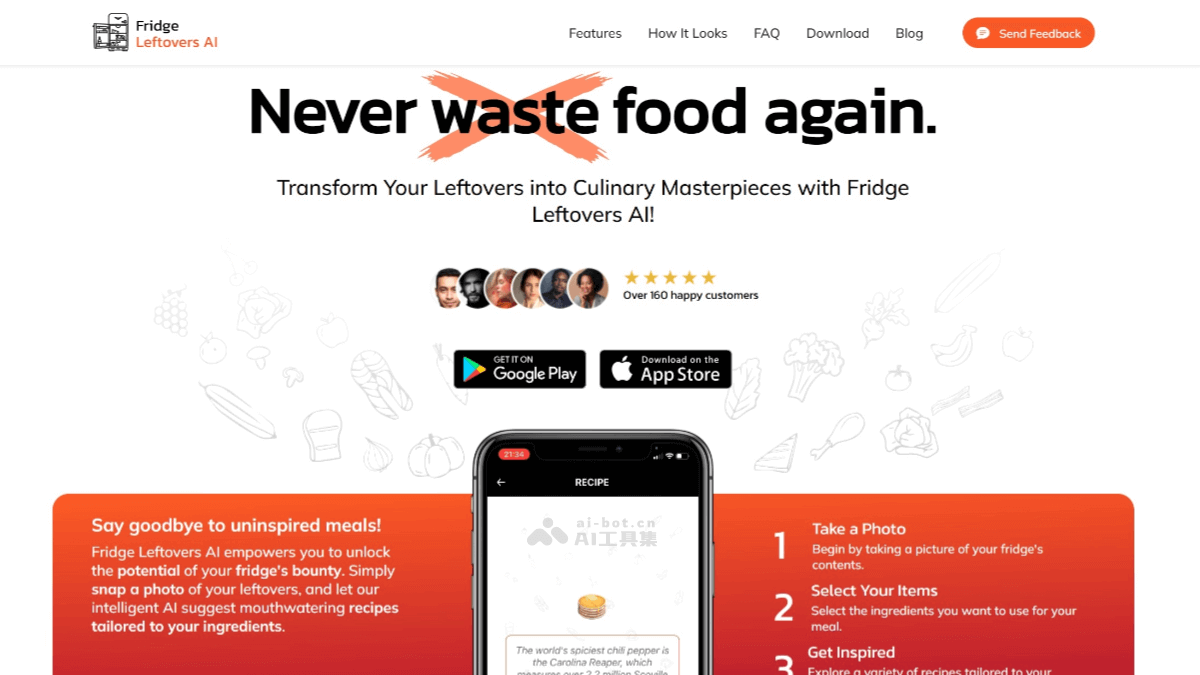 Fridge
Leftovers AI
Features
How It Looks
FAQ
Download
Blog
Send Feedback
Never waste food again.
Transform Your Leftovers into Culinary Masterpieces with Fridge
Leftovers AI!
Over 160 happy customers
GET IT ON
Google Play
Download on the
App Store
21:34
RECIPE
ai-bot.cn
AI工具集
The world's spiciest chili pepper is
the Carolina Reaper, which
measures over 2.2 million Scoville
Say goodbye to uninspired meals!
Fridge Leftovers AI empowers you to unlock
the potential of your fridge's bounty. Simply
snap a photo of your leftovers, and let our
intelligent AI suggest mouthwatering recipes
tailored to your ingredients.
1
Take a Photo
Begin by taking a picture of your fridge's
contents.
2
Select Your Items
Select the ingredients you want to use for your
meal.
3
Get Inspired
Explore a variety of recipes tailored to your